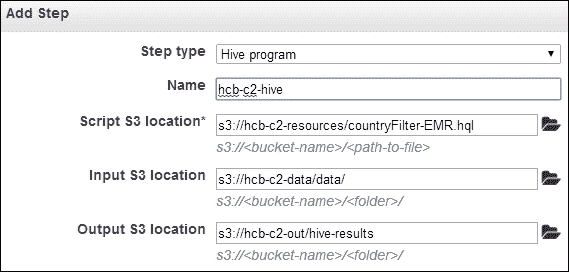 Add Step
Step type Hive program
Name hcb-c2-hive
Script S3 location* s3://hcb-c2-resources/countryFilter-EMR.hql
s3://<bucket-name>/<path-to-file>
Input S3 location s3://hcb-c2-data/data/
s3://<bucket-name>/<folder>/
Output S3 location s3://hcb-c2-out/hive-results
s3://<bucket-name>/<folder>/